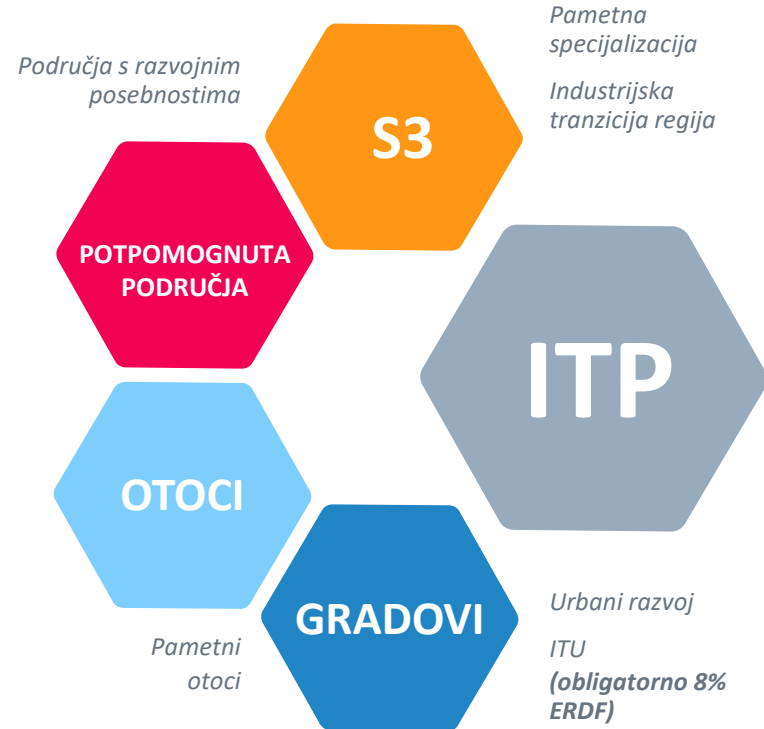 Pametna
specijalizacija
Industrijska
tranzicija regija
Područja s razvojnim
posebnostima
S3
POTPOMOGNUTA
PODRUČJA
ITP
OTOCI
GRADOVI
Pametni
otoci
Urbani razvoj
ITU
(obligatorno 8%
ERDF)